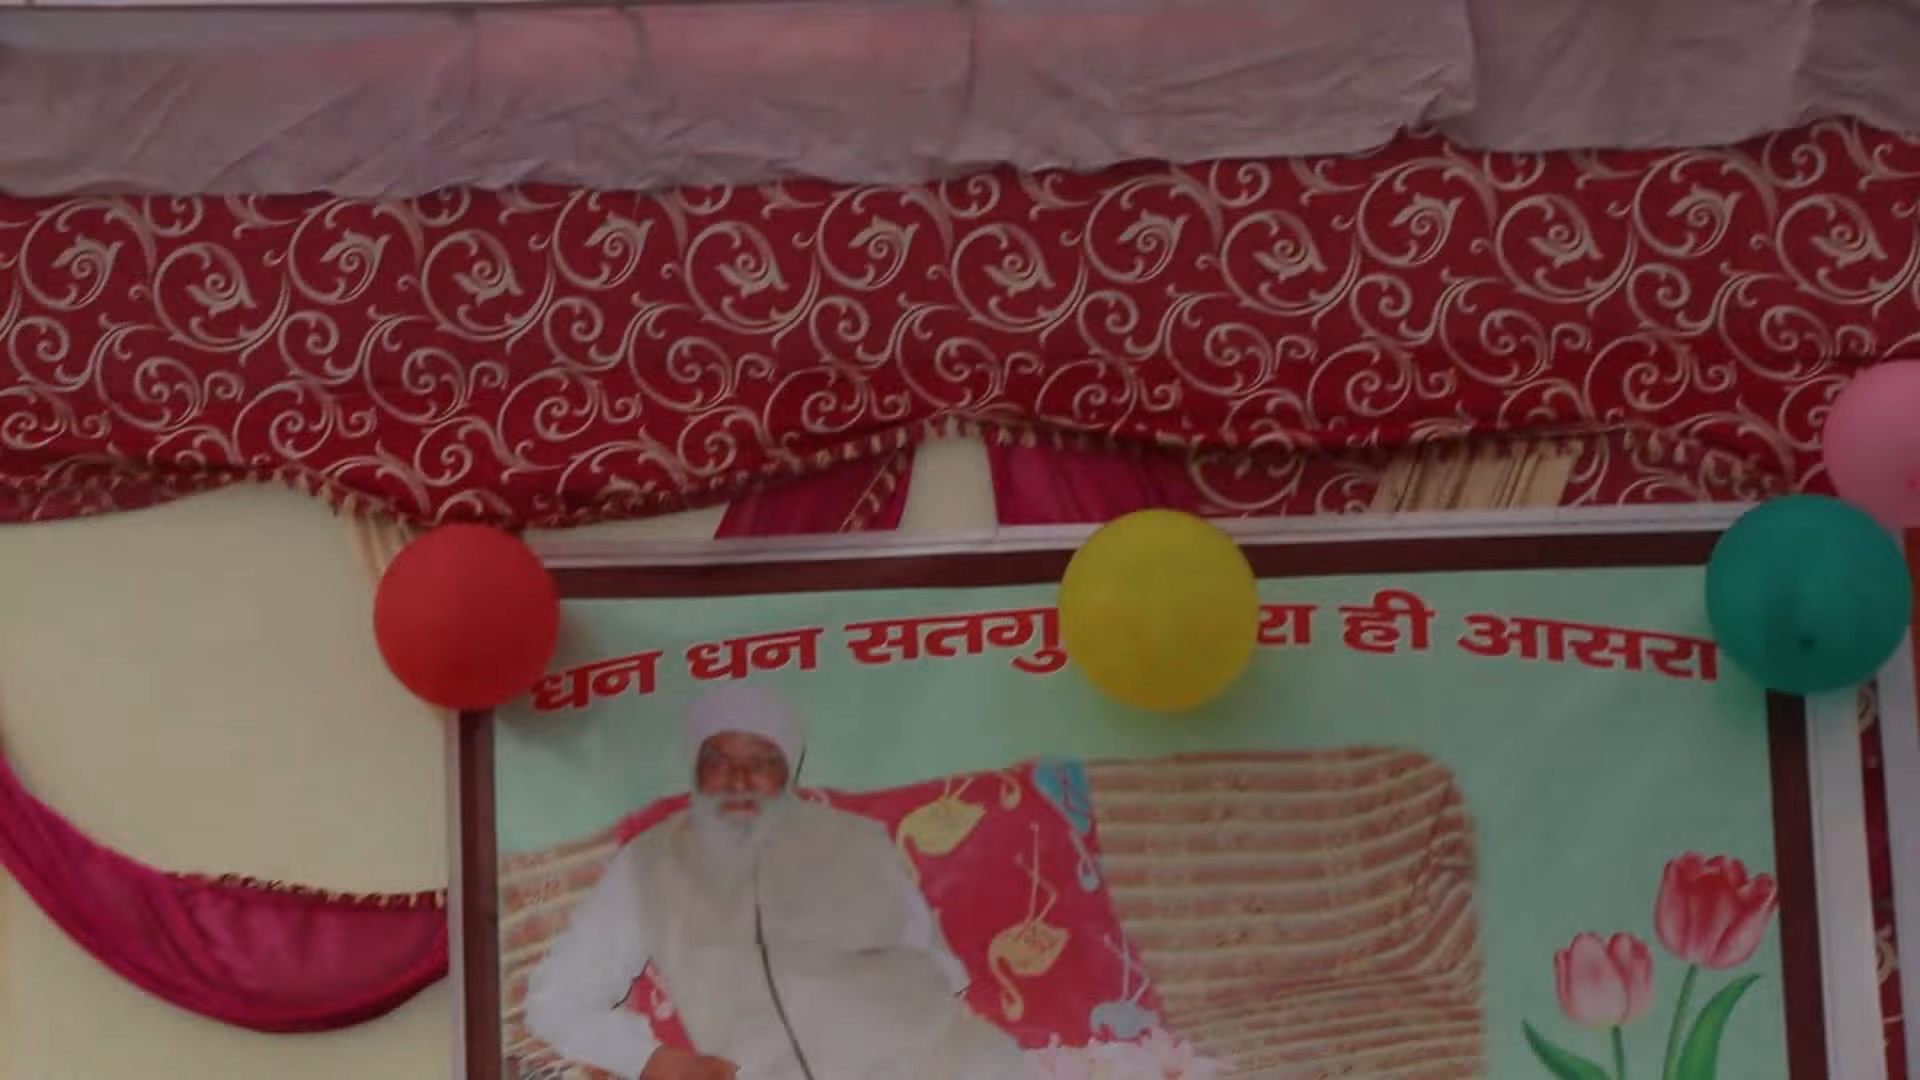 धन धन सतगु रा ही आसरा